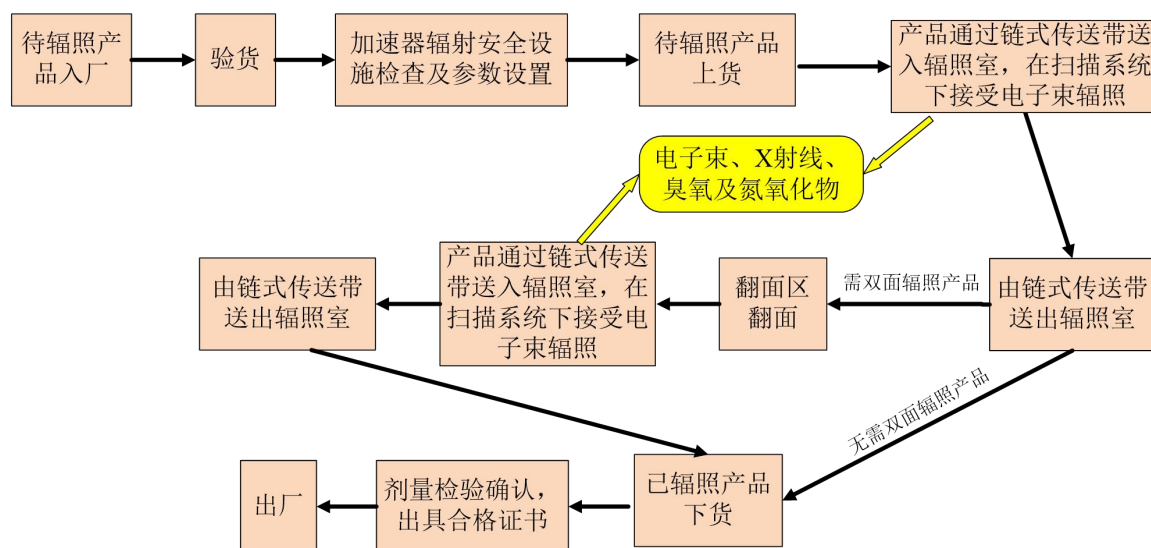 待辐照产
品入厂
验货
加速器辐射安全设
施检查及参数设置
待辐照产品
上货
产品通过链式传送带送
入辐照室，在扫描系统
下接受电子束辐照
电子束、X射线、
臭氧及氮氧化物
由链式传送带
送出辐照室
需双面辐照产品
翻面区
翻面
产品通过链式传送
带送入辐照室，在
扫描系统下接受电
子束辐照
由链式传送带
送出辐照室
无需双面辐照产品
已辐照产品
下货
剂量检验确认，
出具合格证书
出厂